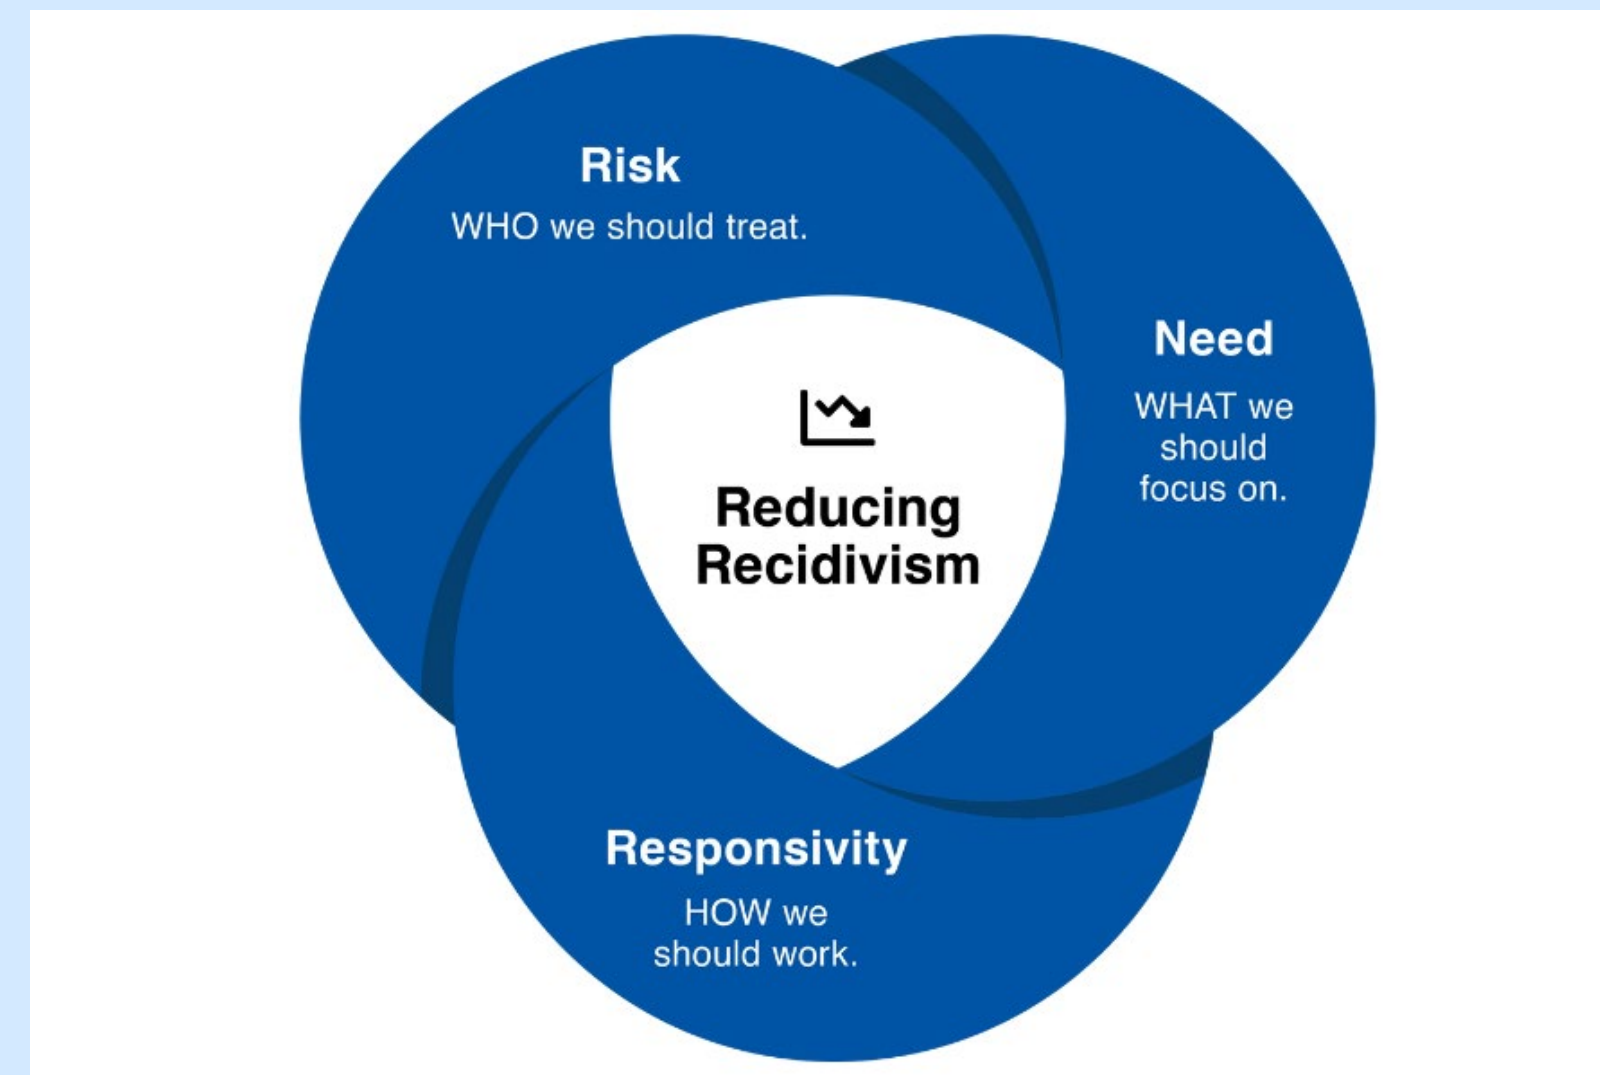 Risk
WHO we should treat.
Need
WHAT we
should
focus on.
Reducing
Recidivism
Responsivity
HOW we
should work.